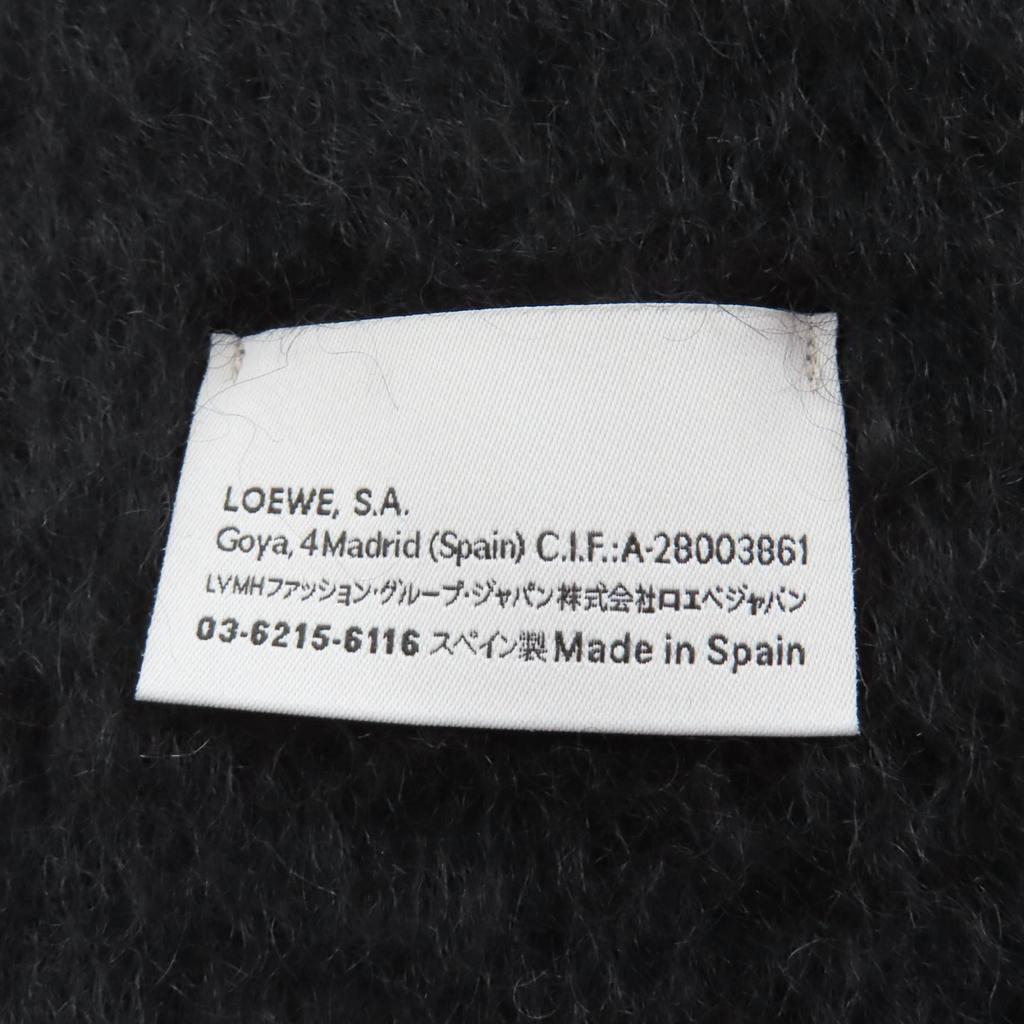 LOEWE, S.A.
Goya, 4 Madrid (Spain) C.I.F.:A-28003861
LVMHファッション・グループ・ジャパン株式会社ロエベジャパン
03-6215-6116 スペイン製 Made in Spain